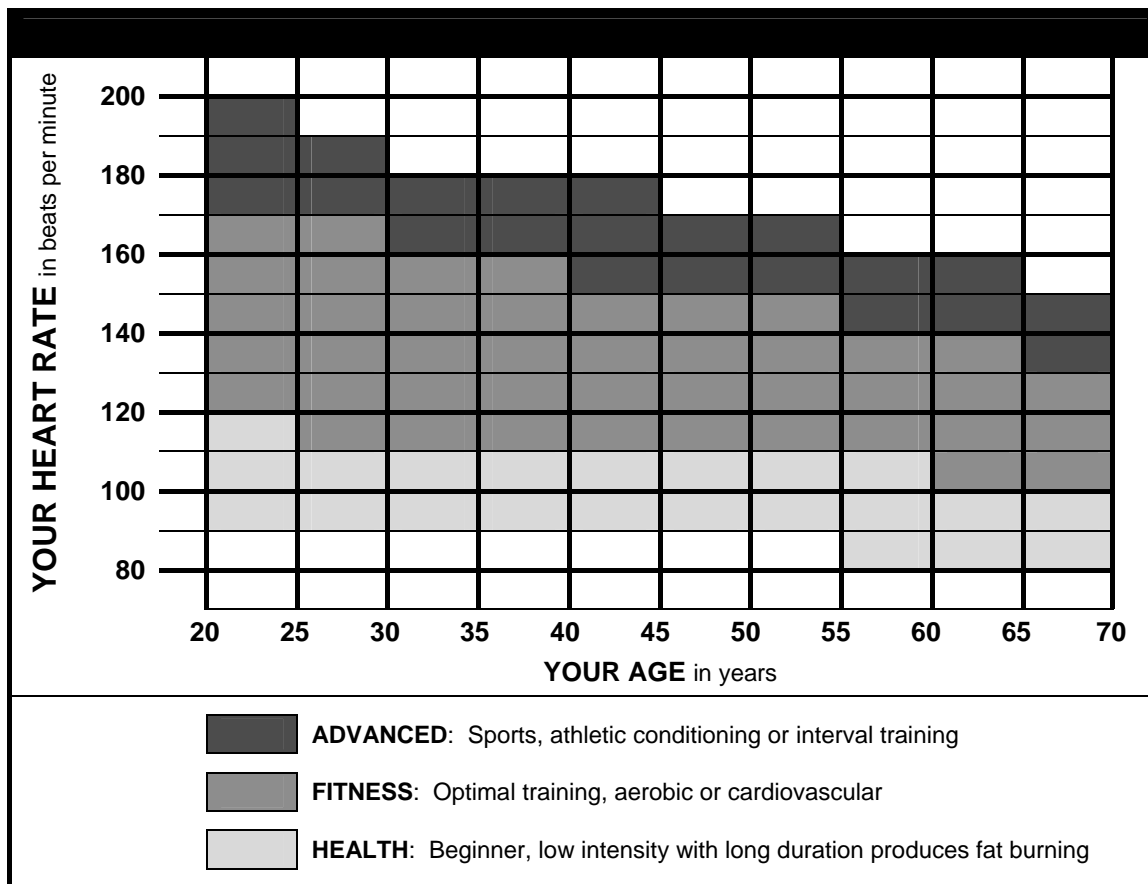 YOUR HEART RATE in beats per minute
200
180
160
140
120
100
80
20 25 30 35 40 45 50 55 60 65 70
YOUR AGE in years
ADVANCED: Sports, athletic conditioning or interval training
FITNESS: Optimal training, aerobic or cardiovascular
HEALTH: Beginner, low intensity with long duration produces fat burning